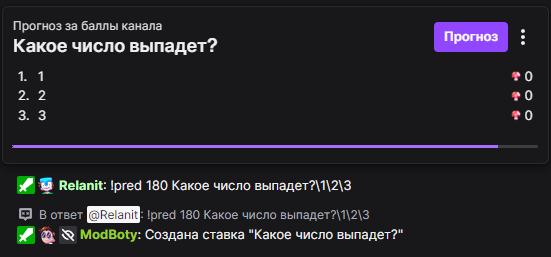 Прогноз за баллы канала
Какое число выпадет?
Прогноз
1. 1 0
2. 2 0
3. 3 0
Relanit: !pred 180 Какое число выпадет?\1\2\3
В ответ @Relanit: !pred 180 Какое число выпадет?\1\2\3
ModBoty: Создана ставка "Какое число выпадет?"